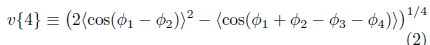 v{4} ≡ (2⟨cos(ϕ₁ − ϕ₂)⟩² − ⟨cos(ϕ₁ + ϕ₂ − ϕ₃ − ϕ₄)⟩)^{1/4}
(2)